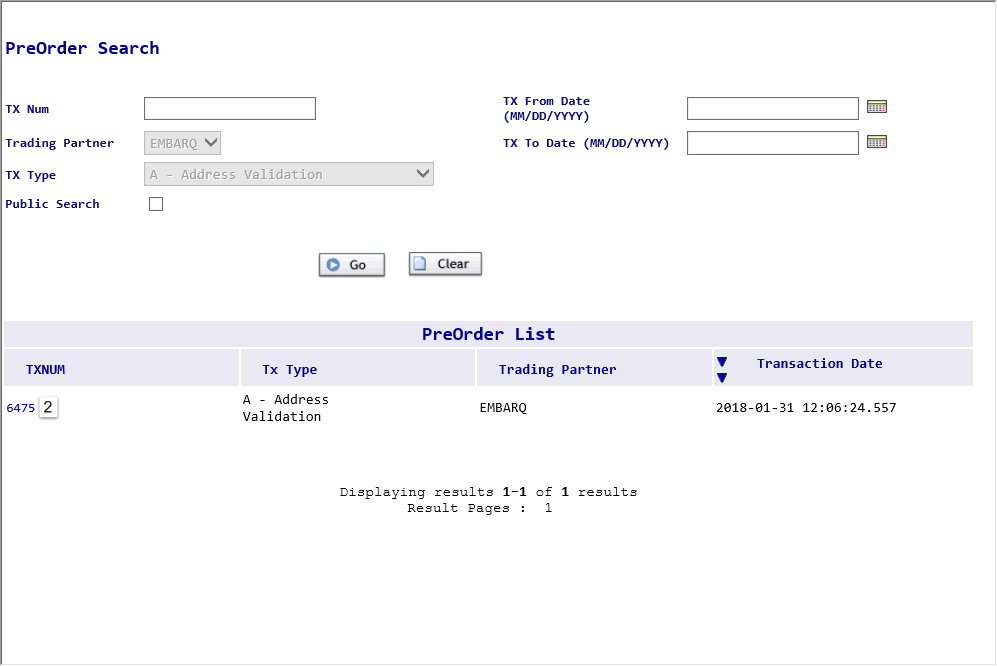 PreOrder Search
TX Num
TX From Date
(MM/DD/YYYY)
Trading Partner
EMBARQ
TX To Date (MM/DD/YYYY)
TX Type
A - Address Validation
Public Search
Go
Clear
PreOrder List
TXNUM
Tx Type
Trading Partner
Transaction Date
6475
2
A - Address
Validation
EMBARQ
2018-01-31 12:06:24.557
Displaying results 1-1 of 1 results
Result Pages : 1